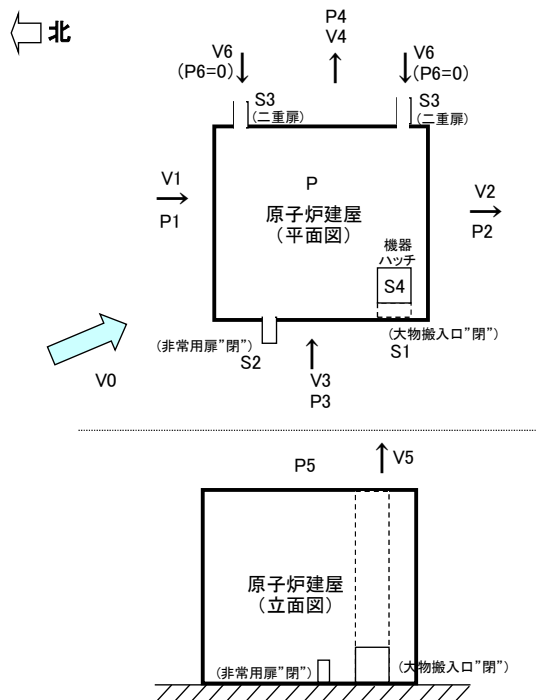 北
P4
V4
V6
(P6=0)
V6
(P6=0)
S3
(二重扉)
S3
(二重扉)
V1
P1
P
原子炉建屋
(平面図)
V2
P2
機器
ハッチ
S4
(非常用扉"閉")
S2
(大物搬入口"閉")
S1
V0
V3
P3
P5
V5
原子炉建屋
(立面図)
(非常用扉"閉")
(大物搬入口"閉")